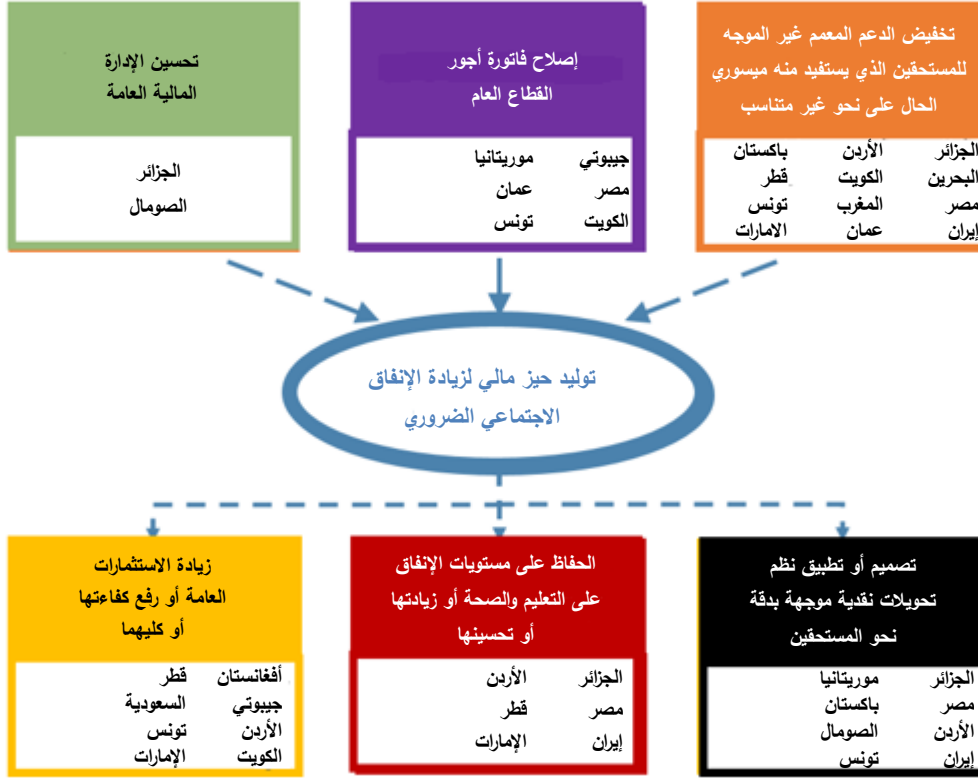 تخفيض الدعم المعمم غير الموجه
للمستحقين الذي يستفيد منه ميسوري
الحال على نحو غير متناسب
الجزائر الأردن باكستان
البحرين الكويت قطر
مصر المغرب تونس
إيران عمان الامارات
إصلاح فاتورة أجور
القطاع العام
جيبوتي موريتانيا
مصر عمان
الكويت تونس
تحسين الإدارة
المالية العامة
الجزائر
الصومال
توليد حيز مالي لزيادة الإنفاق
الاجتماعي الضروري
تصميم أو تطبيق نظم
تحويلات نقدية موجهة بدقة
نحو المستحقين
الجزائر موريتانيا
مصر باكستان
الأردن الصومال
إيران تونس
الحفاظ على مستويات الإنفاق
على التعليم والصحة أو زيادتها
أو تحسينها
الجزائر الأردن
مصر قطر
إيران الإمارات
زيادة الاستثمارات
العامة أو رفع كفاءتها
أو كليهما
أفغانستان قطر
جيبوتي السعودية
الأردن تونس
الكويت الإمارات